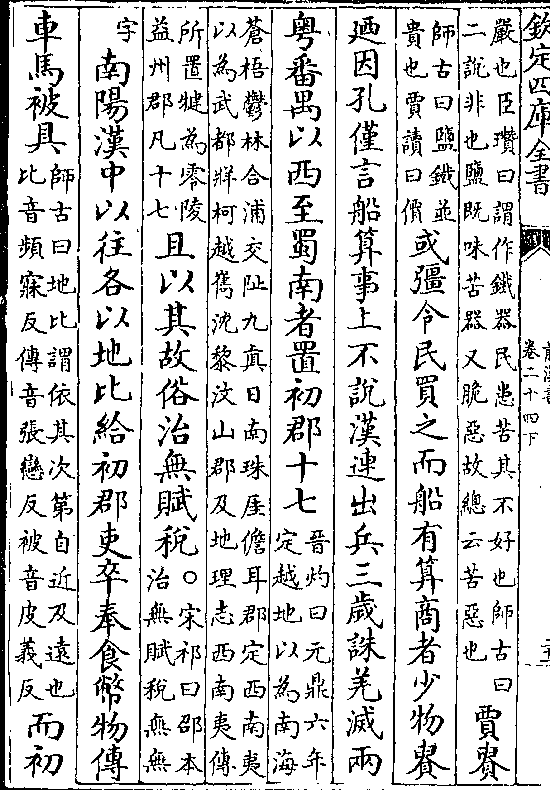 欽定四庫全書
卷二十四下
嚴也臣瓚曰謂作鐵器民患苦其不好也師古曰
二說非也鹽既味苦器又脆惡故總云苦惡也
賈貴
師古曰鹽鐵並
貴也賈讀曰價
或彊令民買之而船有算商者少物貴
廼因孔僅言船算事上不說漢連出兵三歲誅羌滅兩
粤番禺以西至蜀南者置初郡十七
晉灼曰元鼎六年
定越地以為南海
蒼梧鬱林合浦交阯九真日南珠厓儋耳郡定西南夷
以為武都牂柯越嶲沈黎汶山郡及地理志西南夷傳
所置犍為零陵
益州郡凡十七
且以其故俗治無賦稅
○宋祁曰邵本
治無賦稅無無
字
南陽漢中以往各以地比給初郡吏卒奉食幣物傳
車馬被具
師古曰地比謂依其次第自近及遠也
比音頻寐反傳音張戀反被音皮義反
而初